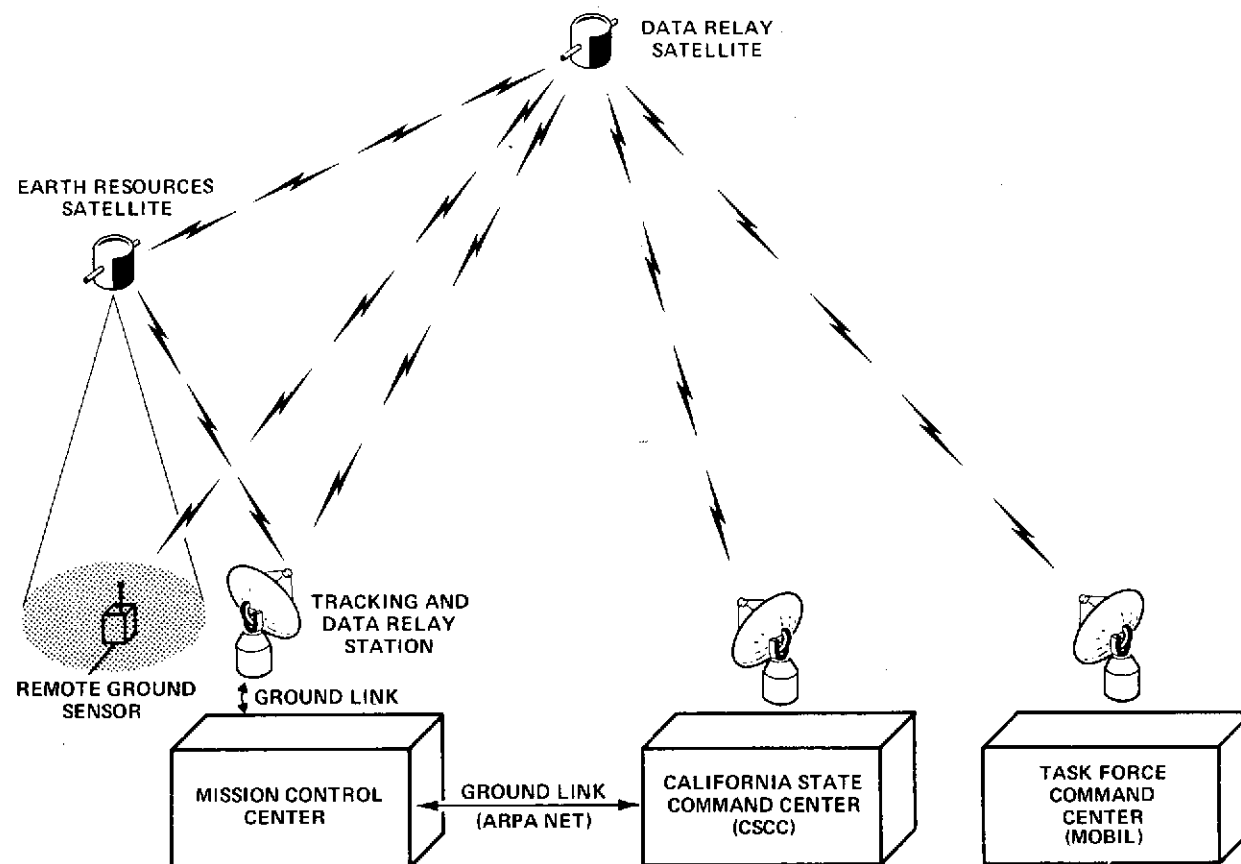 DATA RELAY
SATELLITE
EARTH RESOURCES
SATELLITE
TRACKING AND
DATA RELAY
STATION
REMOTE GROUND
SENSOR
GROUND LINK
MISSION CONTROL
CENTER
GROUND LINK
(ARPA NET)
CALIFORNIA STATE
COMMAND CENTER
(CSCC)
TASK FORCE
COMMAND
CENTER
(MOBIL)